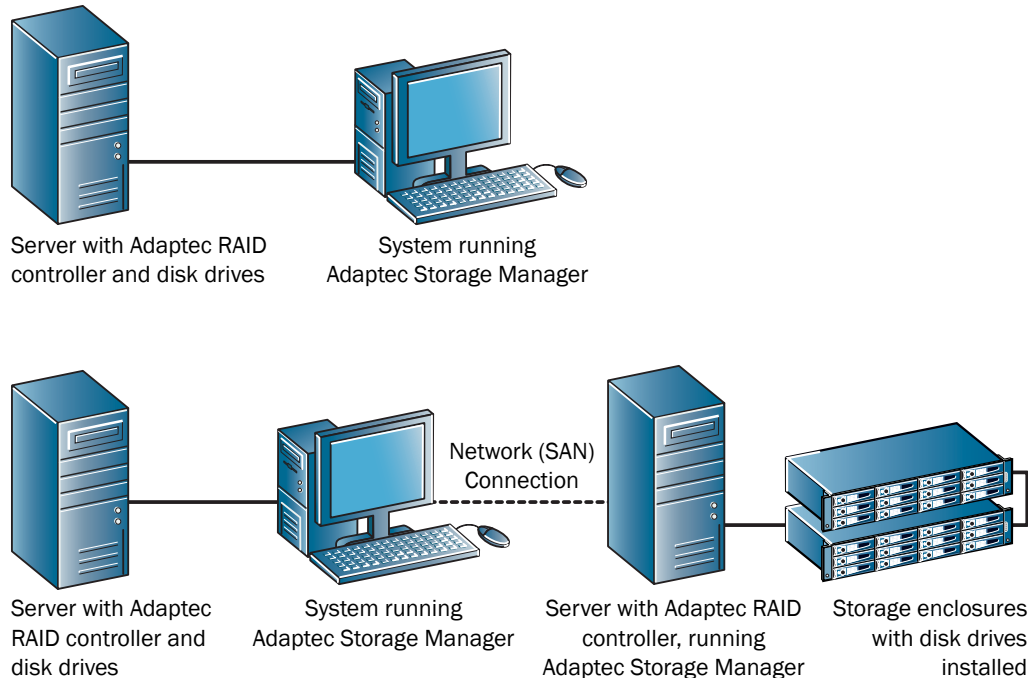 Server with Adaptec RAID
controller and disk drives
System running
Adaptec Storage Manager
Network (SAN)
Connection
Server with Adaptec
RAID controller and
disk drives
System running
Adaptec Storage Manager
Server with Adaptec RAID
controller, running
Adaptec Storage Manager
Storage enclosures
with disk drives
installed